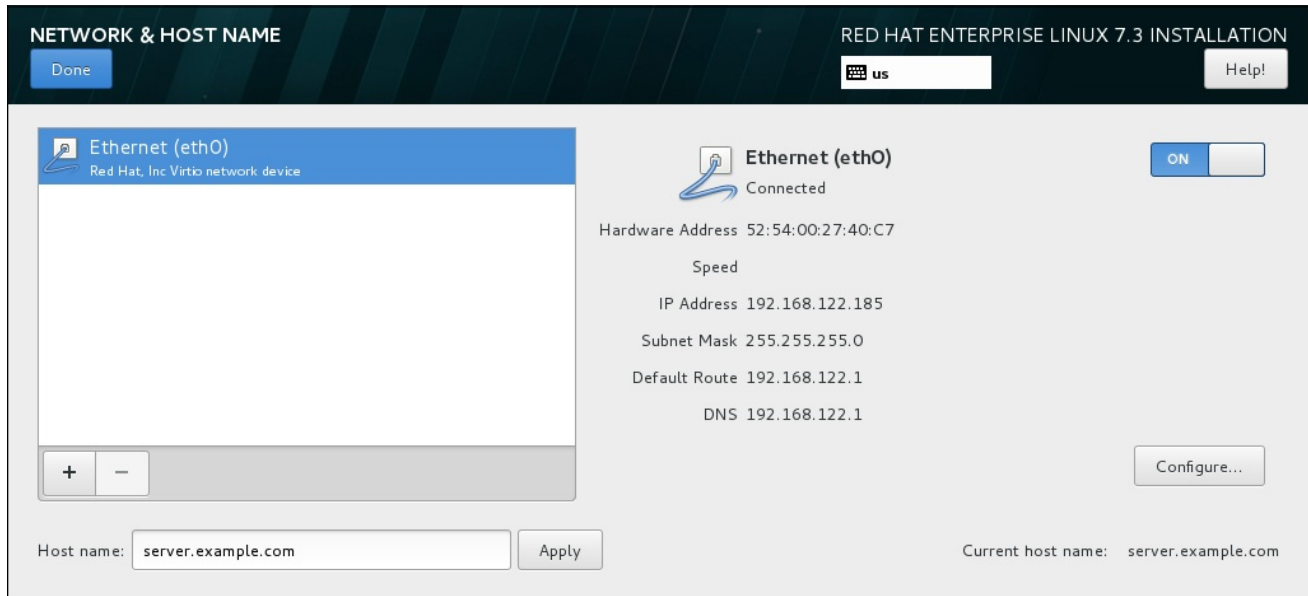 NETWORK & HOST NAME
RED HAT ENTERPRISE LINUX 7.3 INSTALLATION
Done
us
Help!
Ethernet (eth0)
Red Hat, Inc Virtio network device
Ethernet (eth0)
Connected
ON
Hardware Address 52:54:00:27:40:C7
Speed
IP Address 192.168.122.185
Subnet Mask 255.255.255.0
Default Route 192.168.122.1
DNS 192.168.122.1
+ −
Configure...
Host name: server.example.com Apply
Current host name: server.example.com